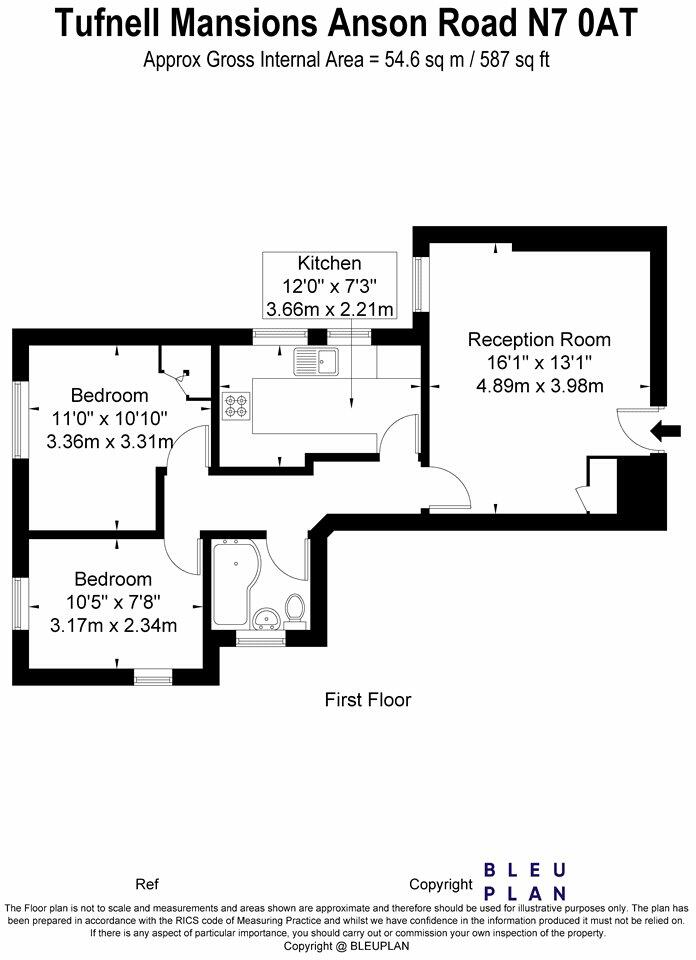 Tufnell Mansions Anson Road N7 0AT
Approx Gross Internal Area = 54.6 sq m / 587 sq ft
Kitchen
12'0" x 7'3"
3.66m x 2.21m
Reception Room
16'1" x 13'1"
4.89m x 3.98m
Bedroom
11'0" x 10'10"
3.36m x 3.31m
Bedroom
10'5" x 7'8"
3.17m x 2.34m
First Floor
Ref
Copyright
BLEU
PLAN
The Floor plan is not to scale and measurements and areas shown are approximate and therefore should be used for illustrative purposes only. The plan has
been prepared in accordance with the RICS code of Measuring Practice and whilst we have confidence in the information produced it must not be relied on.
If there is any aspect of particular importance, you should carry out or commission your own inspection of the property.
Copyright @ BLEUPLAN